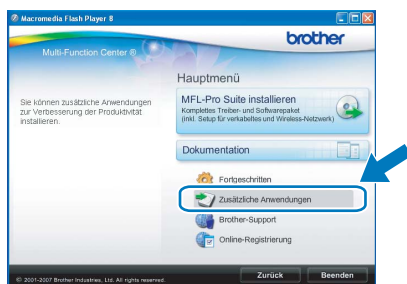 Macromedia Flash Player 8
brother
Multi-Function Center ®
Hauptmenü
Sie können zusätzliche Anwendungen
zur Verbesserung der Produktivität
installieren.
MFL-Pro Suite installieren
Komplettes Treiber- und Softwarepaket
(inkl. Setup für verkabeltes und Wireless-Netzwerk)
Dokumentation
Fortgeschritten
Zusätzliche Anwendungen
Brother-Support
Online-Registrierung
© 2001-2007 Brother Industries, Ltd. All rights reserved.
Zurück
Beenden